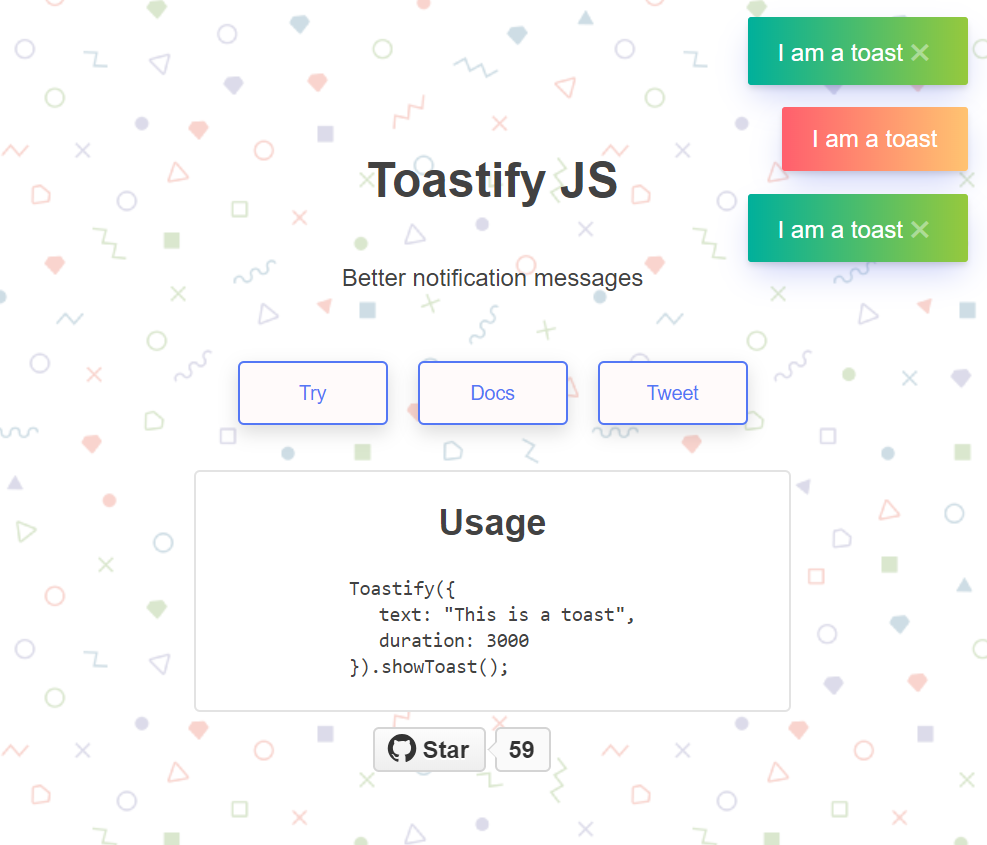 I am a toast ✕
I am a toast
Toastify JS
I am a toast ✕
Better notification messages
Try
Docs
Tweet
Usage
Toastify({
text: "This is a toast",
duration: 3000
}).showToast();
Star
59